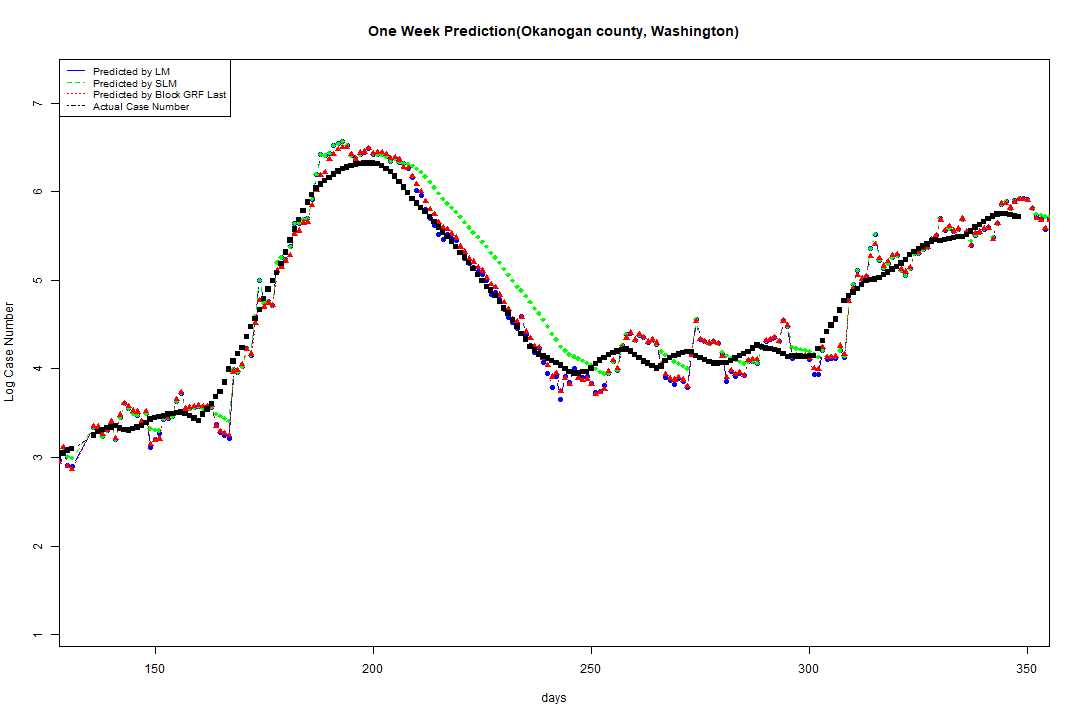 One Week Prediction(Okanogan county, Washington)
Predicted by LM
Predicted by SLM
Predicted by Block GRF Last
Actual Case Number
7
6
5
4
3
2
1
Log Case Number
150 200 250 300 350
days